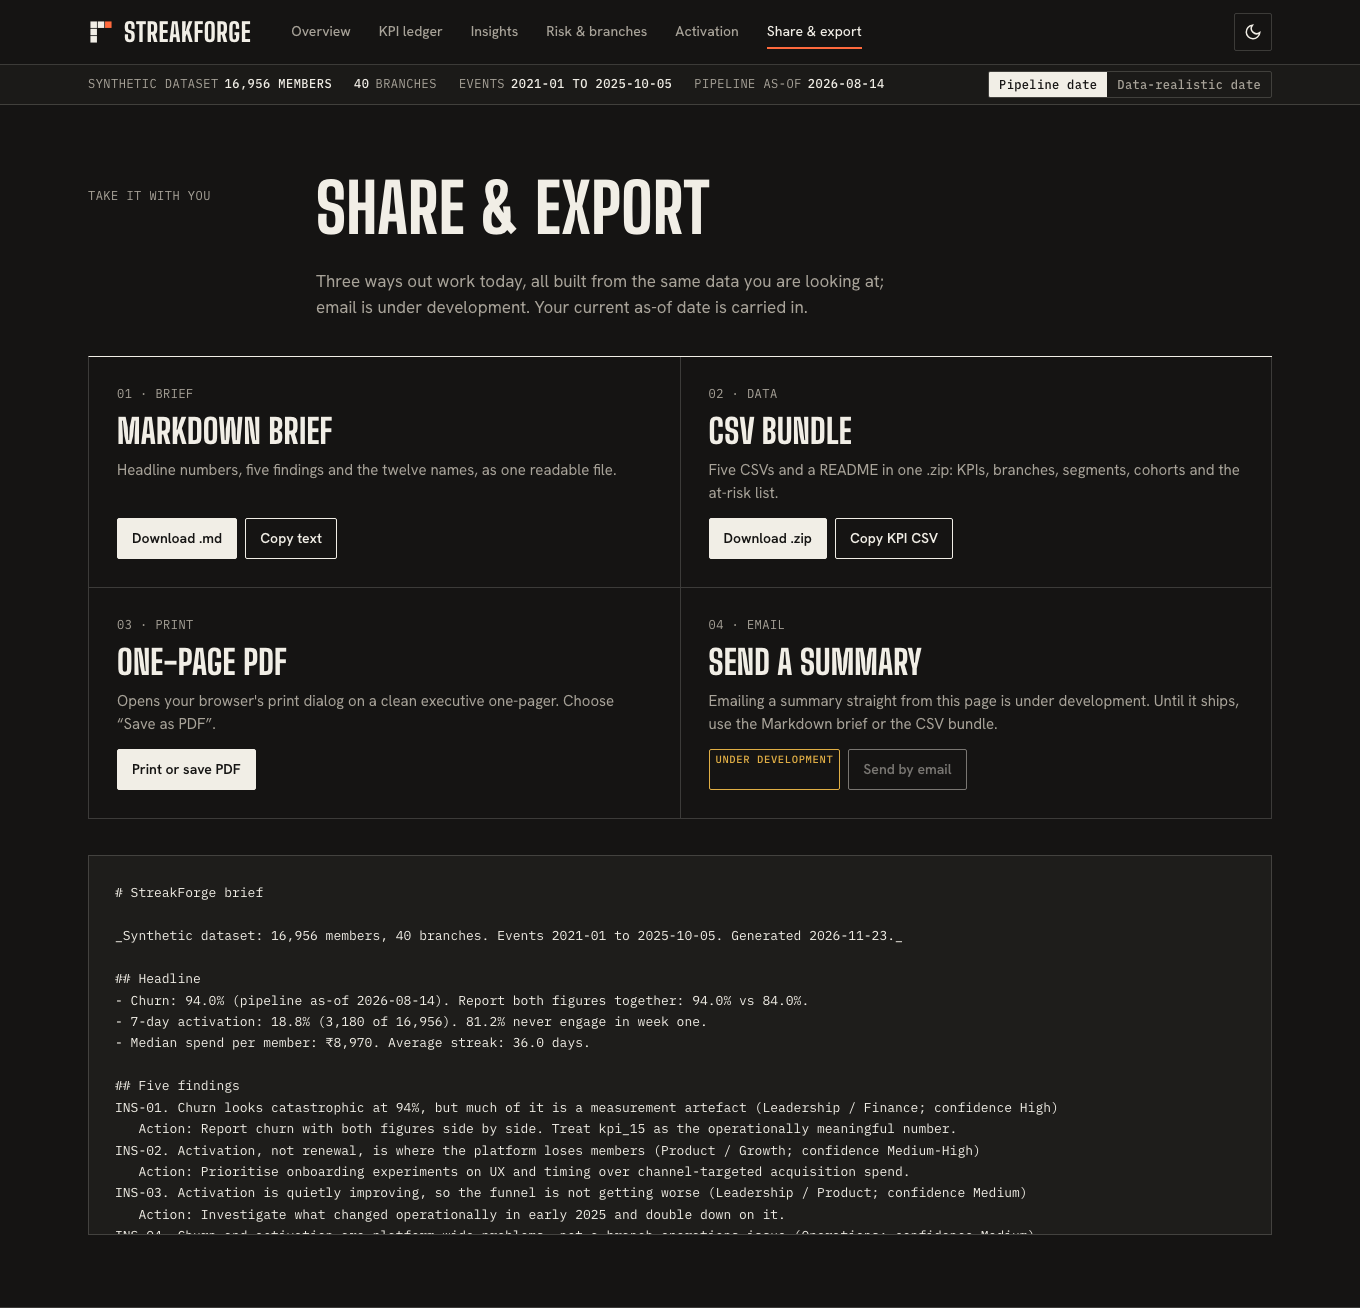 STREAKFORGE
Overview
KPI ledger
Insights
Risk & branches
Activation
Share & export
SYNTHETIC DATASET 16,956 MEMBERS
40 BRANCHES
EVENTS 2021-01 TO 2025-10-05
PIPELINE AS-OF 2026-08-14
Pipeline date
Data-realistic date
TAKE IT WITH YOU
SHARE & EXPORT
Three ways out work today, all built from the same data you are looking at;
email is under development. Your current as-of date is carried in.
01 · BRIEF
MARKDOWN BRIEF
Headline numbers, five findings and the twelve names, as one readable file.
Download .md
Copy text
02 · DATA
CSV BUNDLE
Five CSVs and a README in one .zip: KPIs, branches, segments, cohorts and the
at-risk list.
Download .zip
Copy KPI CSV
03 · PRINT
ONE-PAGE PDF
Opens your browser's print dialog on a clean executive one-pager. Choose
“Save as PDF”.
Print or save PDF
04 · EMAIL
SEND A SUMMARY
Emailing a summary straight from this page is under development. Until it ships,
use the Markdown brief or the CSV bundle.
UNDER DEVELOPMENT
Send by email
# StreakForge brief
_Synthetic dataset: 16,956 members, 40 branches. Events 2021-01 to 2025-10-05. Generated 2026-11-23._
## Headline
- Churn: 94.0% (pipeline as-of 2026-08-14). Report both figures together: 94.0% vs 84.0%.
- 7-day activation: 18.8% (3,180 of 16,956). 81.2% never engage in week one.
- Median spend per member: ₹8,970. Average streak: 36.0 days.
## Five findings
INS-01. Churn looks catastrophic at 94%, but much of it is a measurement artefact (Leadership / Finance; confidence High)
Action: Report churn with both figures side by side. Treat kpi_15 as the operationally meaningful number.
INS-02. Activation, not renewal, is where the platform loses members (Product / Growth; confidence Medium-High)
Action: Prioritise onboarding experiments on UX and timing over channel-targeted acquisition spend.
INS-03. Activation is quietly improving, so the funnel is not getting worse (Leadership / Product; confidence Medium)
Action: Investigate what changed operationally in early 2025 and double down on it.